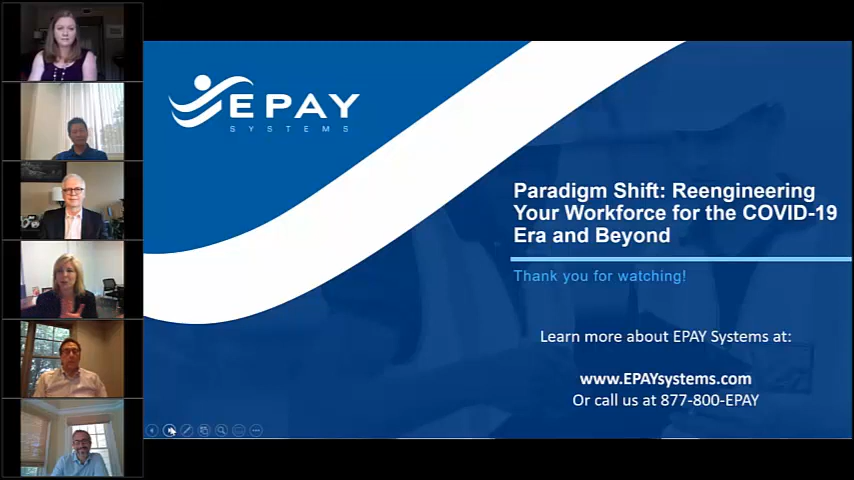 EPAY
SYSTEMS
Paradigm Shift: Reengineering
Your Workforce for the COVID-19
Era and Beyond
Thank you for watching!
Learn more about EPAY Systems at:
www.EPAYsystems.com
Or call us at 877-800-EPAY